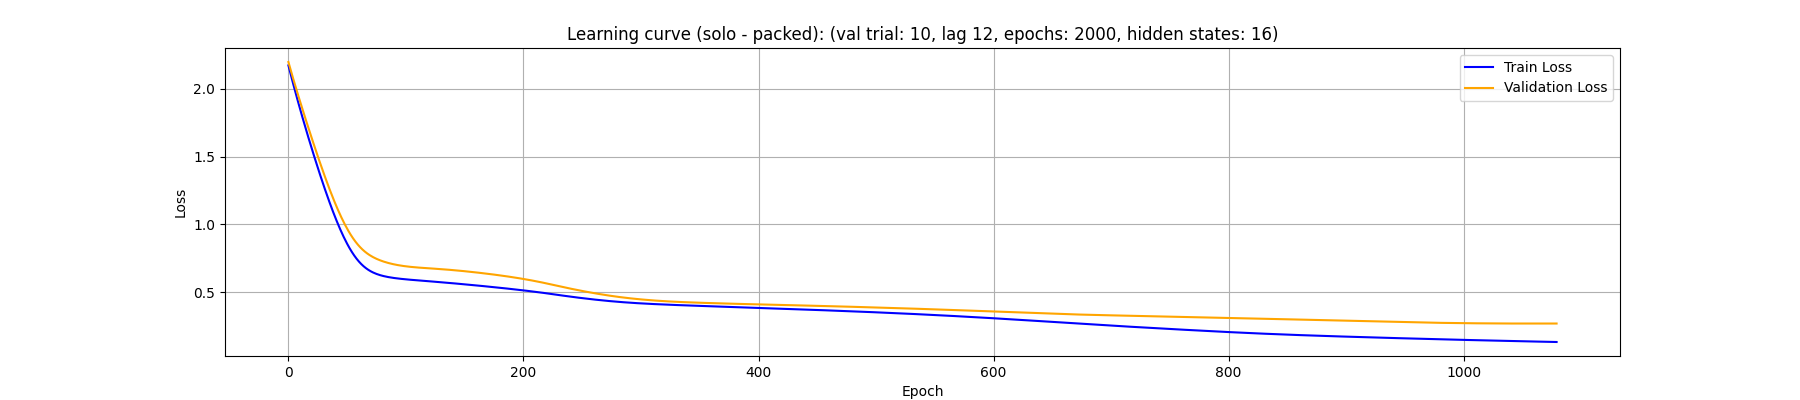 Learning curve (solo - packed): (val trial: 10, lag 12, epochs: 2000, hidden states: 16)
Train Loss
Validation Loss
2.0
1.5
1.0
0.5
Loss
0 200 400 600 800 1000
Epoch